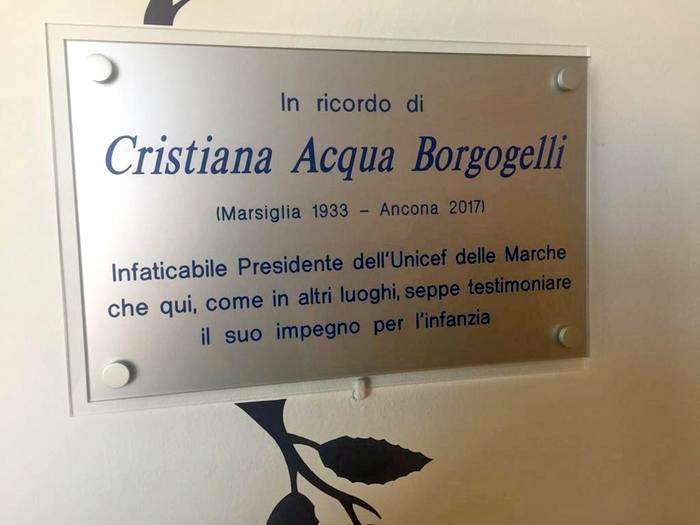 In ricordo di
Cristiana Acqua Borgogelli
(Marsiglia 1933 – Ancona 2017)
Infaticabile Presidente dell'Unicef delle Marche
che qui, come in altri luoghi, seppe testimoniare
il suo impegno per l'infanzia